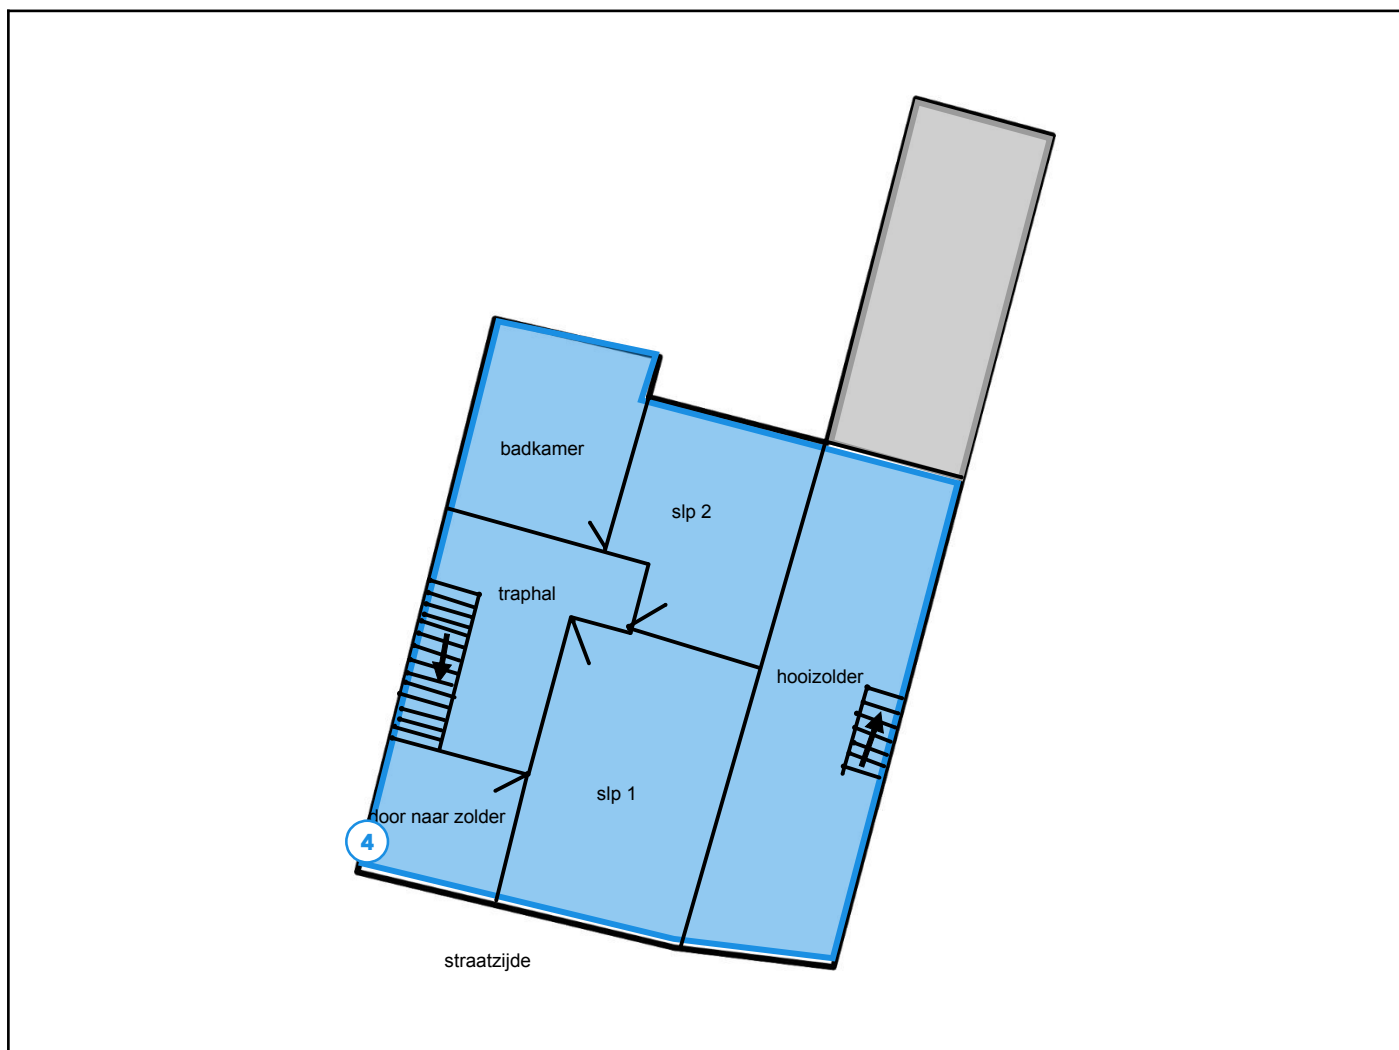 badkamer
slp 2
traphal
hooizolder
slp 1
door naar zolder
4
straatzijde